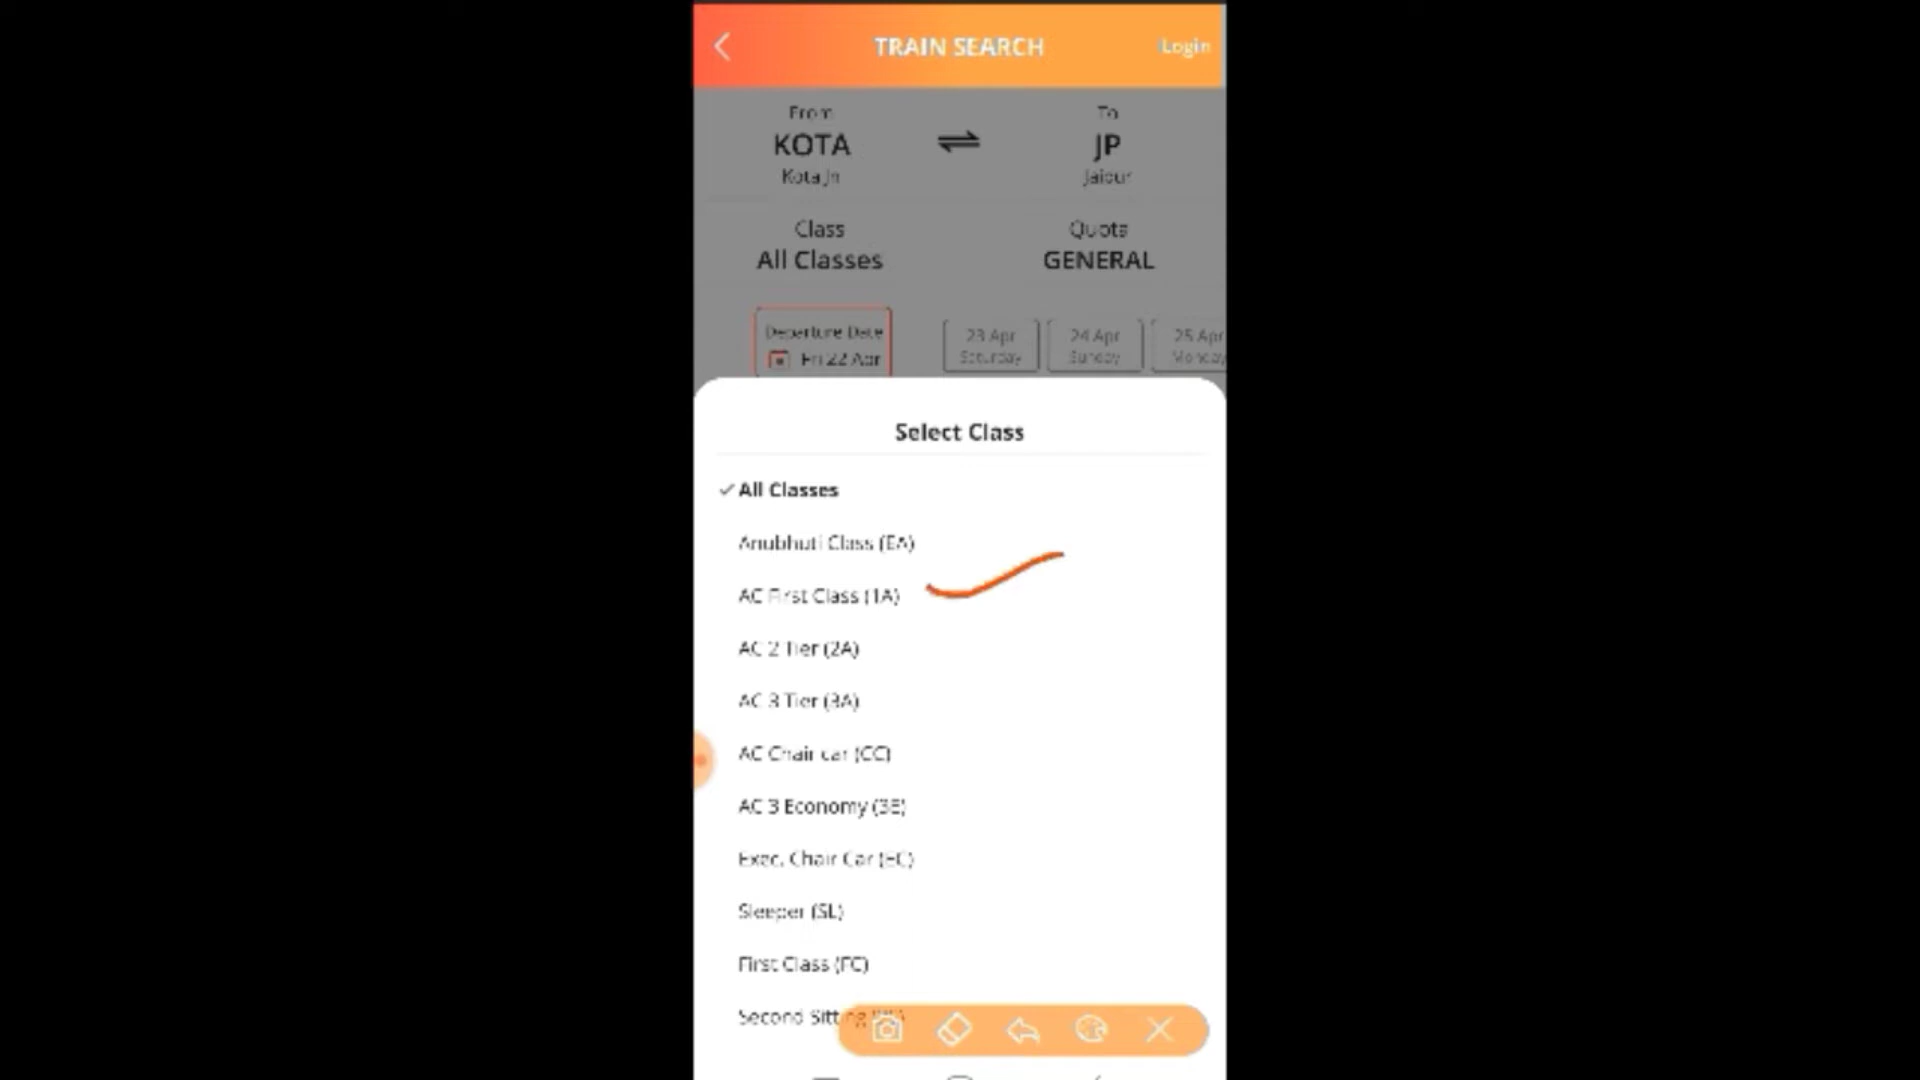 TRAIN SEARCH
Login
From
To
KOTA
JP
Kota Jn
Jaipur
Class
Quota
All Classes
GENERAL
Departure Date
Fri 22 Apr
23 Apr
24 Apr
25 Apr
Saturday
Sunday
Monday
Select Class
All Classes
Anubhuti Class (EA)
AC First Class (1A)
AC 2 Tier (2A)
AC 3 Tier (3A)
AC Chair car (CC)
AC 3 Economy (3E)
Exec. Chair Car (EC)
Sleeper (SL)
First Class (FC)
Second Sitting